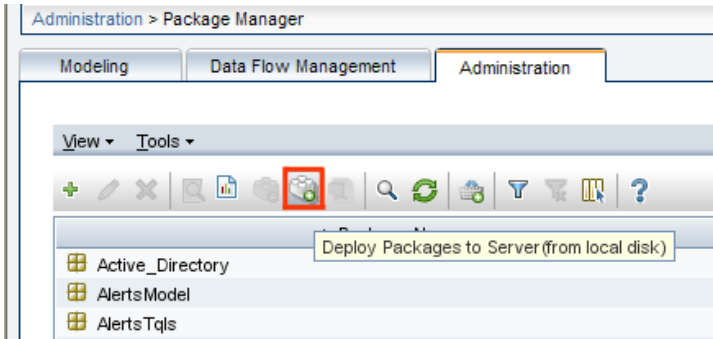 Administration > Package Manager
Modeling Data Flow Management Administration
View Tools
?
Deploy Packages to Server(from local disk)
Active_Directory
AlertsModel
AlertsTqls